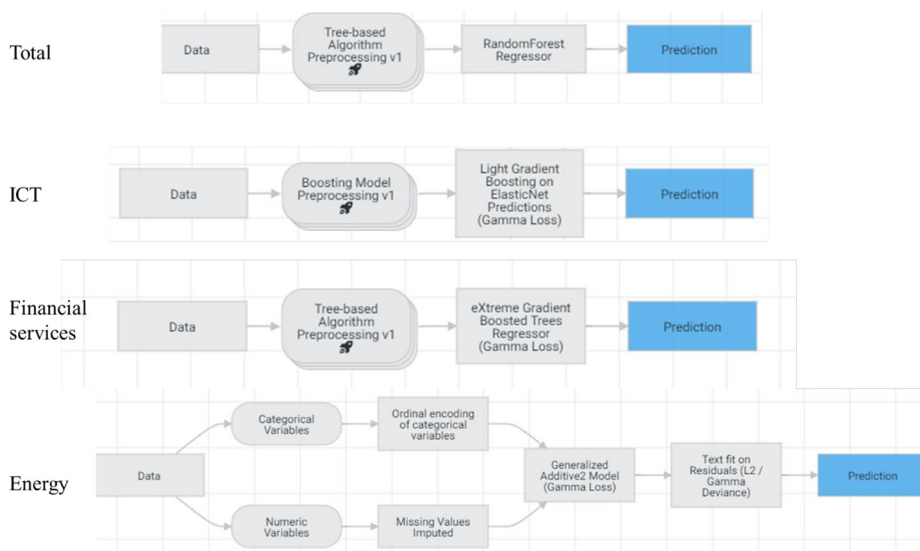 Total
Data
Tree-based
Algorithm
Preprocessing v1
RandomForest
Regressor
Prediction
ICT
Data
Boosting Model
Preprocessing v1
Light Gradient
Boosting on
ElasticNet
Predictions
(Gamma Loss)
Prediction
Financial
services
Data
Tree-based
Algorithm
Preprocessing v1
eXtreme Gradient
Boosted Trees
Regressor
(Gamma Loss)
Prediction
Energy
Data
Categorical
Variables
Ordinal encoding
of categorical
variables
Numeric
Variables
Missing Values
Imputed
Generalized
Additive2 Model
(Gamma Loss)
Text fit on
Residuals (L2 /
Gamma
Deviance)
Prediction